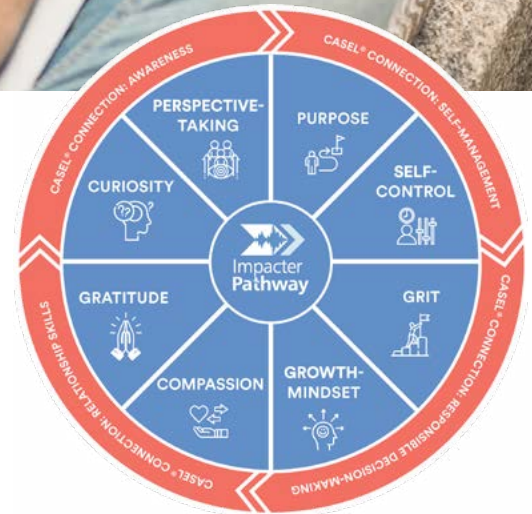 CASEL® CONNECTION: AWARENESS
CASEL® CONNECTION: SELF-MANAGEMENT
CASEL® CONNECTION: RESPONSIBLE DECISION-MAKING
CASEL® CONNECTION: RELATIONSHIP SKILLS
PERSPECTIVE-
TAKING
PURPOSE
SELF-
CONTROL
GRIT
GROWTH-
MINDSET
COMPASSION
GRATITUDE
CURIOSITY
Impacter
Pathway